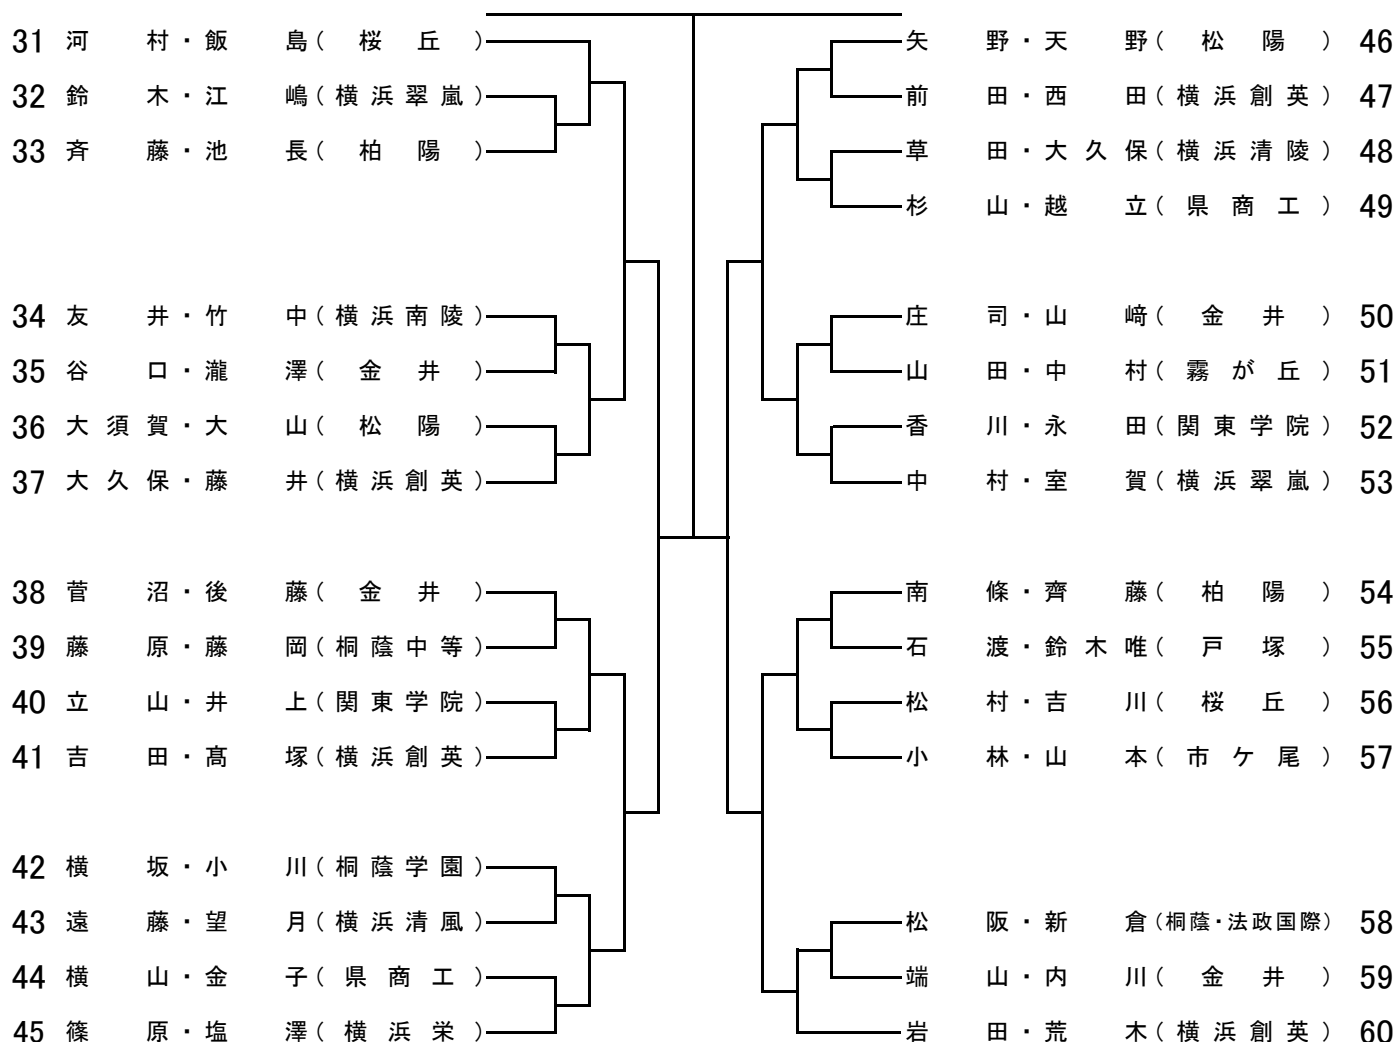 31 河村・飯島(桜丘)
32 鈴木・江嶋(横浜翠嵐)
33 斉藤・池長(柏陽)
34 友井・竹中(横浜南陵)
35 谷口・瀧澤(金井)
36 大須賀・大山(松陽)
37 大久保・藤井(横浜創英)
38 菅沼・後藤(金井)
39 藤原・藤岡(桐蔭中等)
40 立山・井上(関東学院)
41 吉田・髙塚(横浜創英)
42 横坂・小川(桐蔭学園)
43 遠藤・望月(横浜清風)
44 横山・金子(県商工)
45 篠原・塩澤(横浜栄)
矢野・天野(松陽) 46
前田・西田(横浜創英) 47
草田・大久保(横浜清陵) 48
杉山・越立(県商工) 49
庄司・山﨑(金井) 50
山田・中村(霧が丘) 51
香川・永田(関東学院) 52
中村・室賀(横浜翠嵐) 53
南條・齊藤(柏陽) 54
石渡・鈴木唯(戸塚) 55
松村・吉川(桜丘) 56
小林・山本(市ケ尾) 57
松阪・新倉(桐蔭・法政国際) 58
端山・内川(金井) 59
岩田・荒木(横浜創英) 60